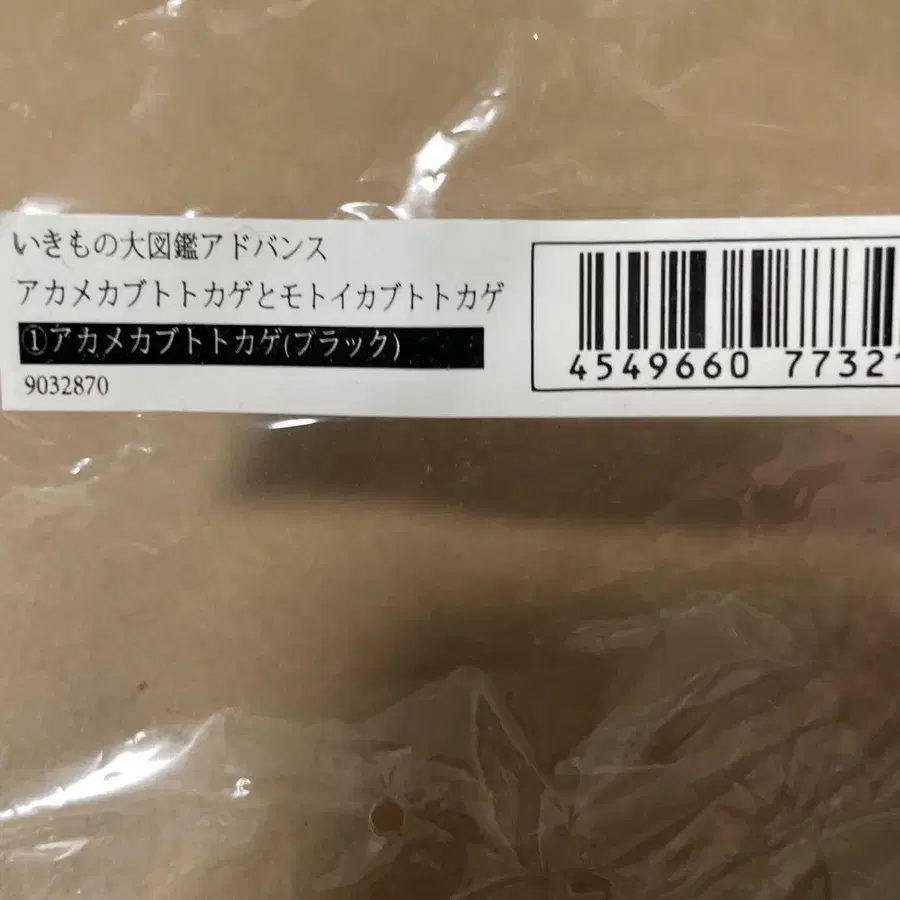 いきもの大図鑑アドバンス
アカメカブトトカゲとモトイカブトトカゲ
①アカメカブトトカゲ(ブラック)
9032870
4549660 77321